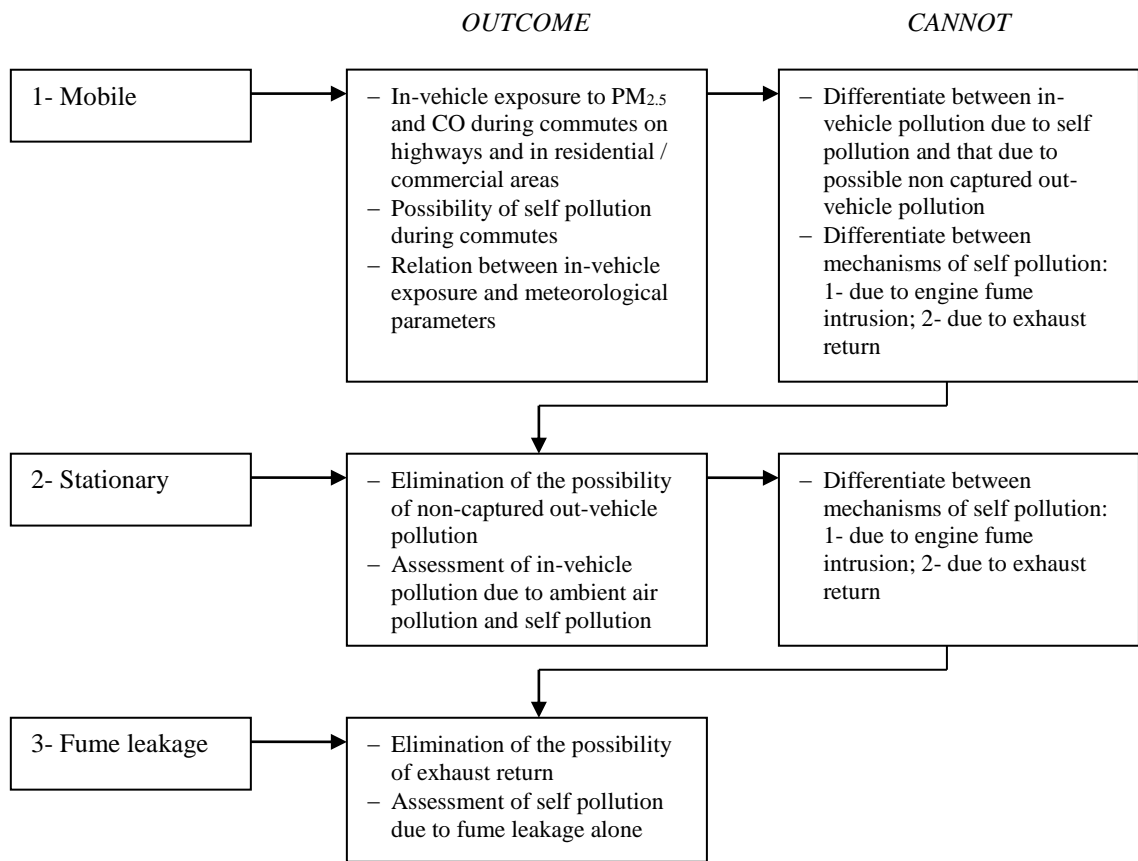 OUTCOME
CANNOT
1- Mobile
– In-vehicle exposure to PM2.5
and CO during commutes on
highways and in residential /
commercial areas
– Possibility of self pollution
during commutes
– Relation between in-vehicle
exposure and meteorological
parameters
– Differentiate between in-
vehicle pollution due to self
pollution and that due to
possible non captured out-
vehicle pollution
– Differentiate between
mechanisms of self pollution:
1- due to engine fume
intrusion; 2- due to exhaust
return
2- Stationary
– Elimination of the possibility
of non-captured out-vehicle
pollution
– Assessment of in-vehicle
pollution due to ambient air
pollution and self pollution
– Differentiate between
mechanisms of self pollution:
1- due to engine fume
intrusion; 2- due to exhaust
return
3- Fume leakage
– Elimination of the possibility
of exhaust return
– Assessment of self pollution
due to fume leakage alone